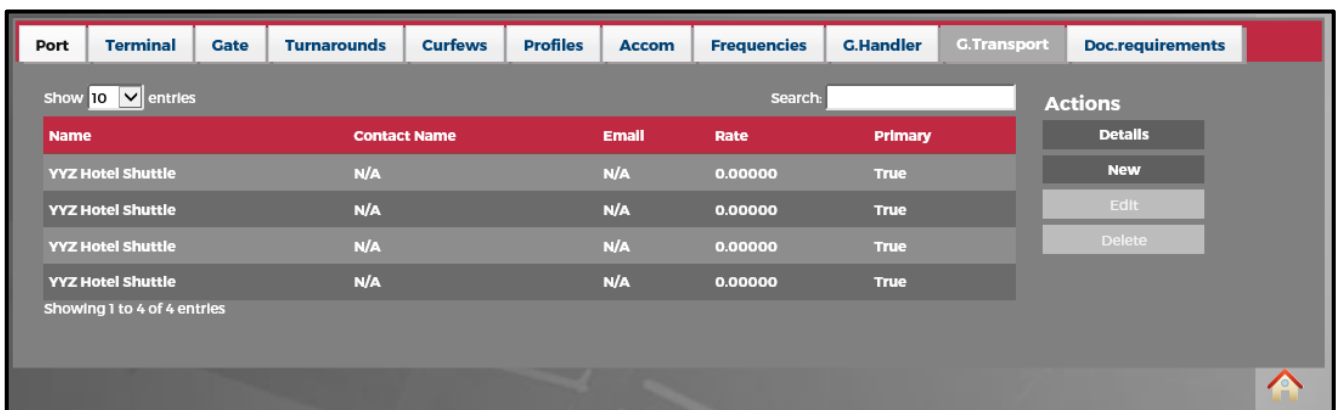 Port Terminal Gate Turnarounds Curfews Profiles Accom Frequencies G.Handler G.Transport Doc.requirements
Show 10 entries Search:
Actions
Name Contact Name Email Rate Primary
Details
YYZ Hotel Shuttle N/A N/A 0.00000 True
New
YYZ Hotel Shuttle N/A N/A 0.00000 True
Edit
YYZ Hotel Shuttle N/A N/A 0.00000 True
Delete
YYZ Hotel Shuttle N/A N/A 0.00000 True
Showing 1 to 4 of 4 entries